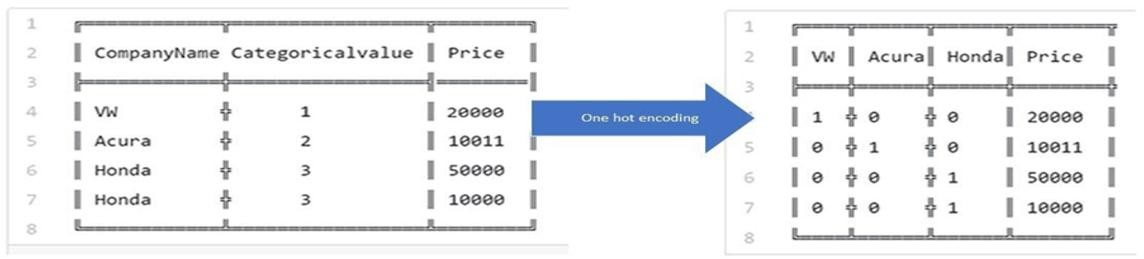 1
2 CompanyName Categoricalvalue Price
3
4 VW 1 20000
5 Acura 2 10011
6 Honda 3 50000
7 Honda 3 10000
8
One hot encoding
1
2 VW Acura Honda Price
3
1 0 0 20000
5 0 1 0 10011
6 0 0 1 50000
7 0 0 1 10000
8